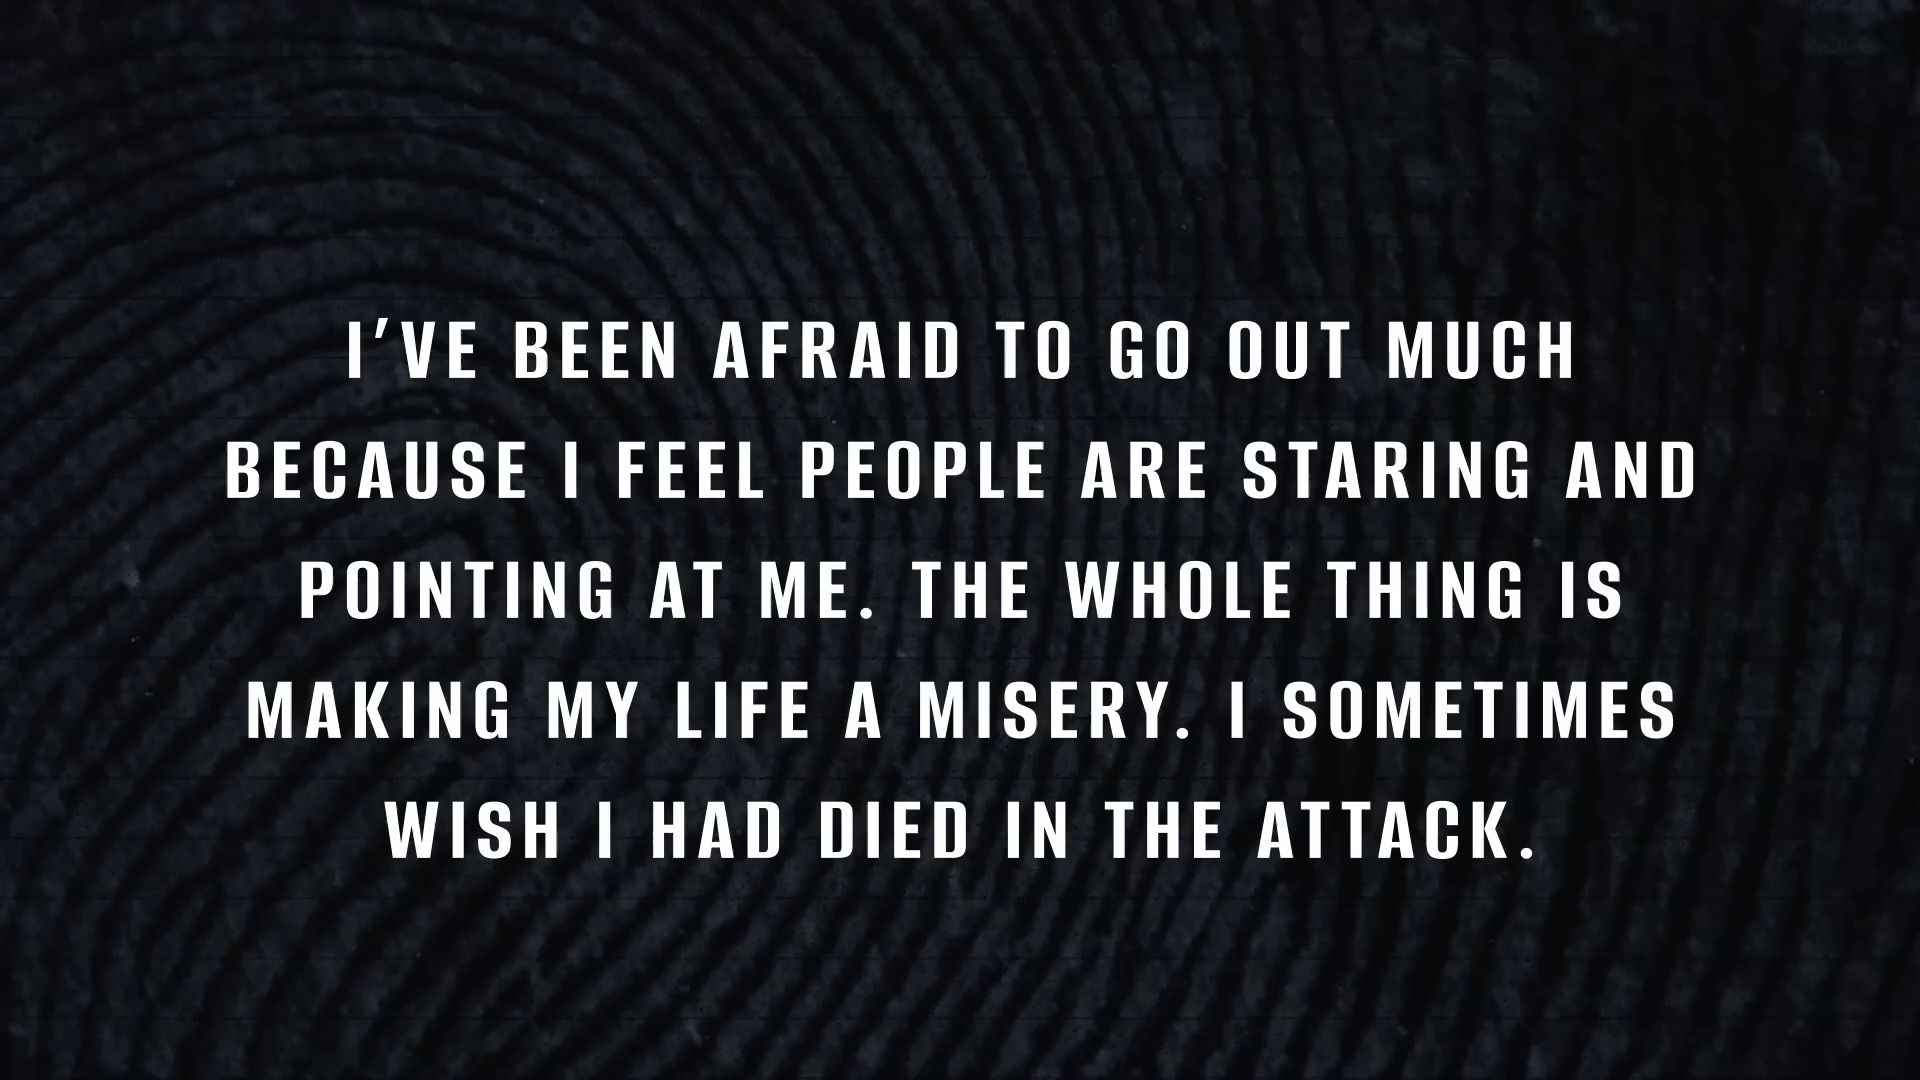 I'VE BEEN AFRAID TO GO OUT MUCH
BECAUSE I FEEL PEOPLE ARE STARING AND
POINTING AT ME. THE WHOLE THING IS
MAKING MY LIFE A MISERY. I SOMETIMES
WISH I HAD DIED IN THE ATTACK.